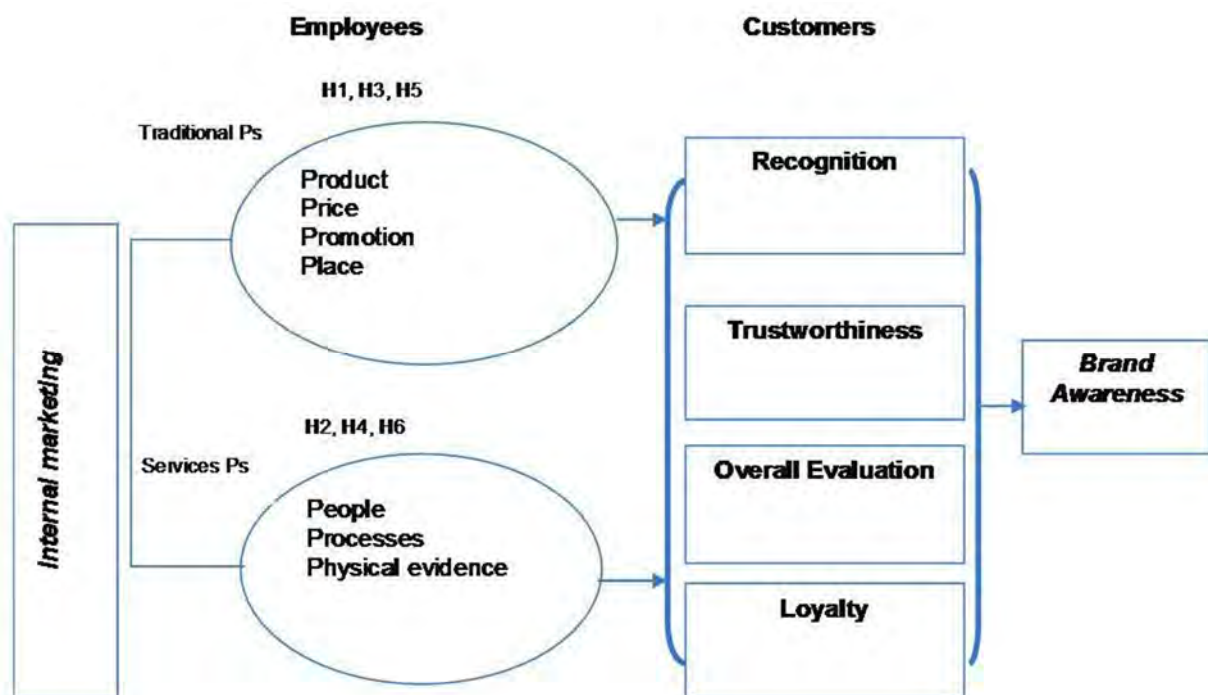 Employees
Customers
H1, H3, H5
Traditional Ps
Product
Price
Promotion
Place
Recognition
Trustworthiness
Internal marketing
Brand
Awareness
H2, H4, H6
Services Ps
People
Processes
Physical evidence
Overall Evaluation
Loyalty